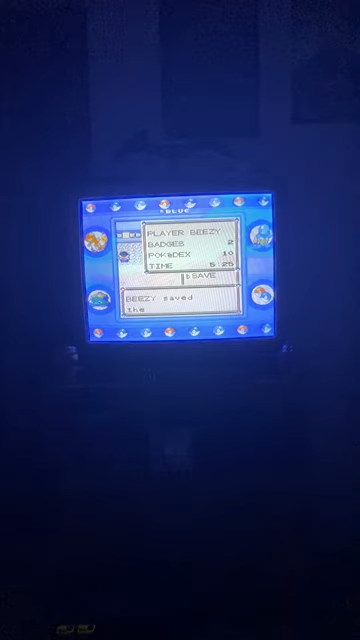 BLUE
PLAYER BEEZY
BADGES 2
POKéDEX 10
TIME 5 25
SAVE
BEEZY saved
the